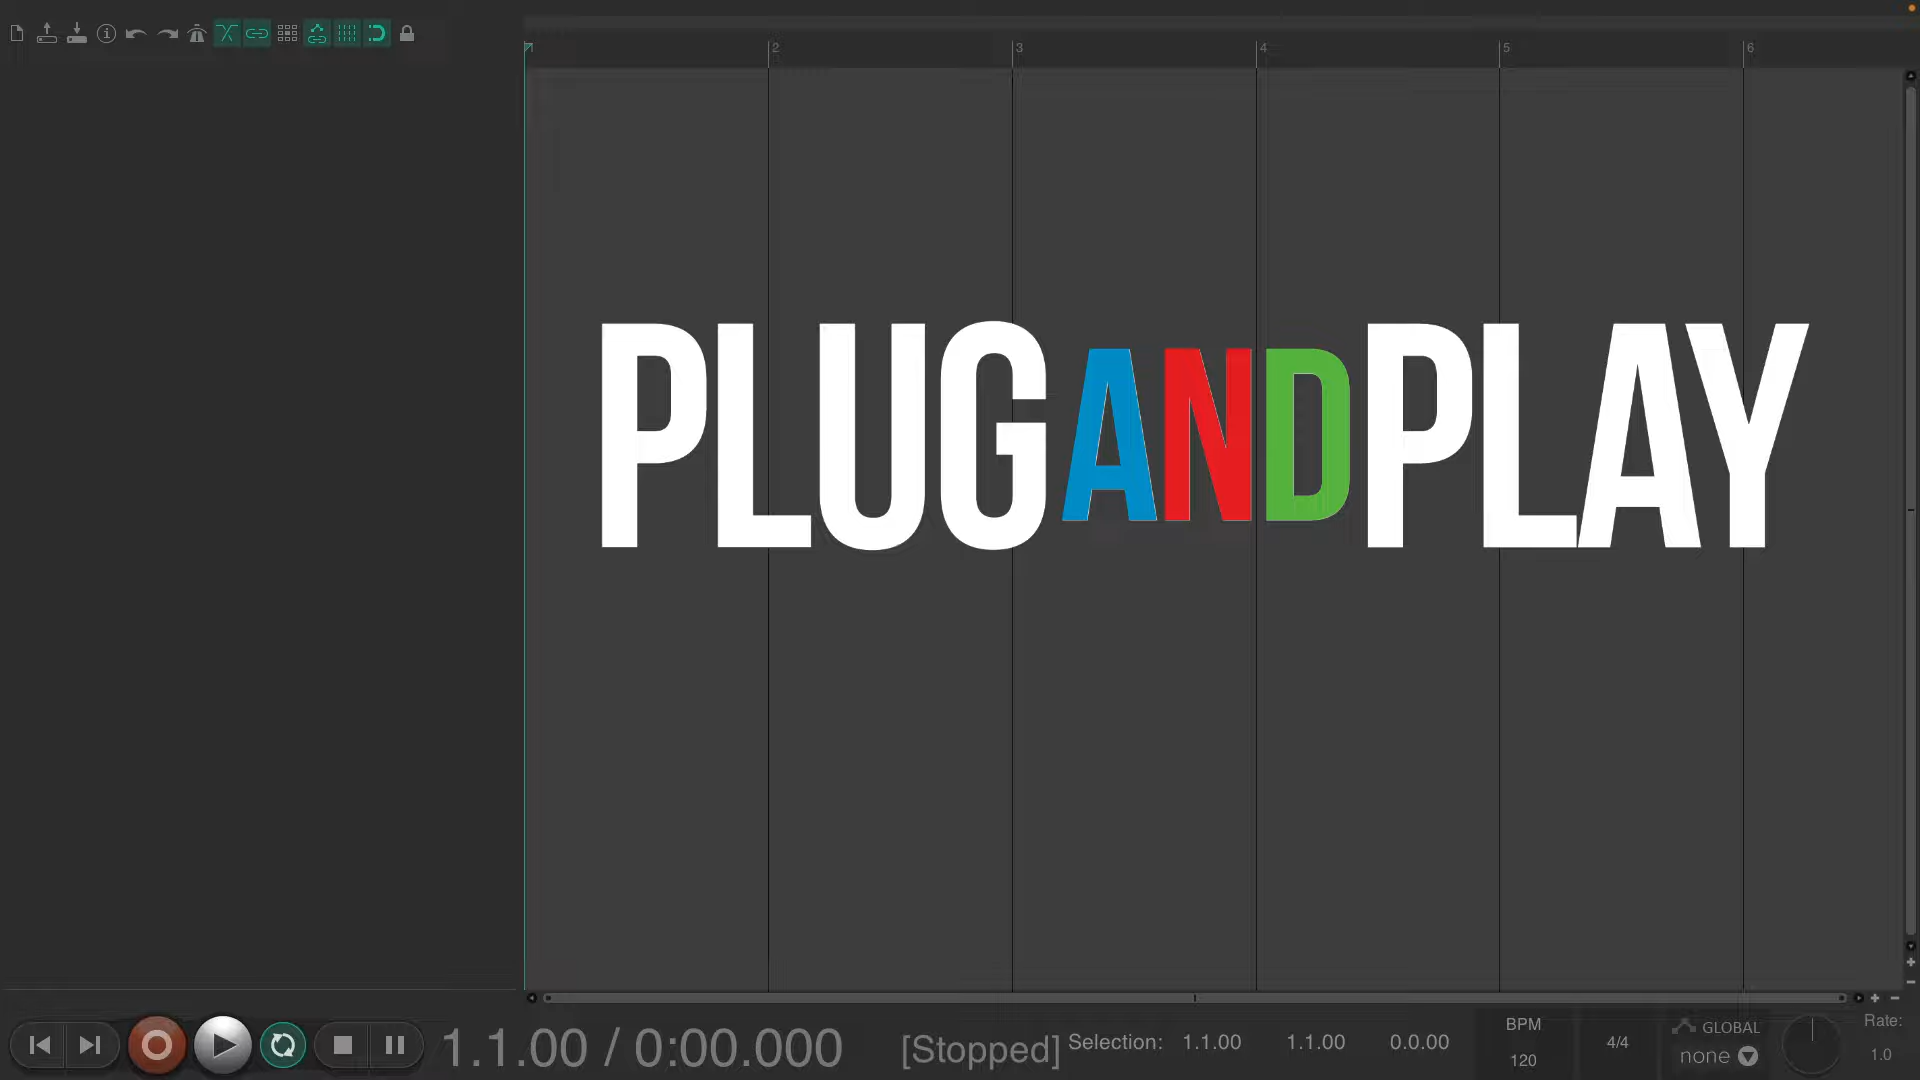 2 3 4 5 6
PLUGANDPLAY
1.1.00 / 0:00.000 [Stopped] Selection: 1.1.00 1.1.00 0.0.00
BPM
120
4/4
GLOBAL
none
Rate:
1.0